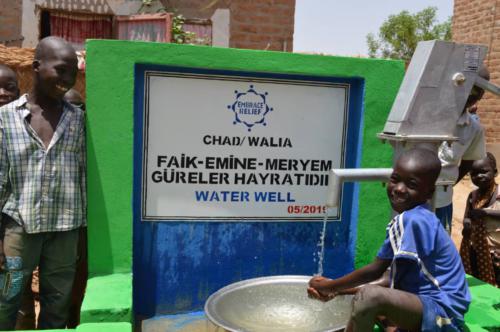 EMBRACE
RELIEF
CHAD/WALIA
FAİK-EMİNE-MERYEM
GÜRELER HAYRATIDIR
WATER WELL
05/2019